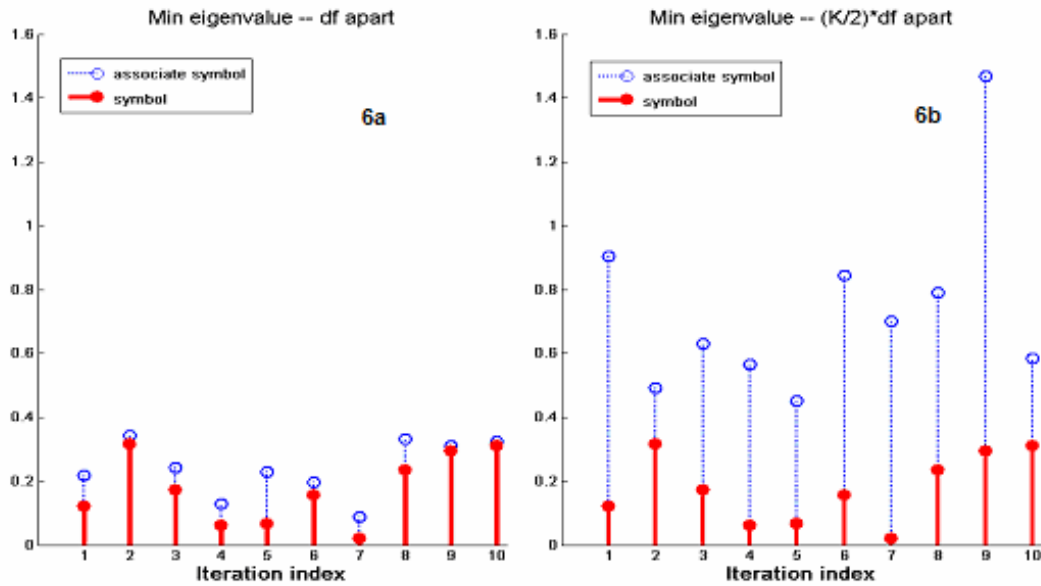 Min eigenvalue -- df apart
associate symbol
symbol
6a
1.6
1.4
1.2
1
0.8
0.6
0.4
0.2
0
1 2 3 4 5 6 7 8 9 10
Iteration index
Min eigenvalue -- (K/2)*df apart
associate symbol
symbol
6b
1.6
1.4
1.2
1
0.8
0.6
0.4
0.2
0
1 2 3 4 5 6 7 8 9 10
Iteration index